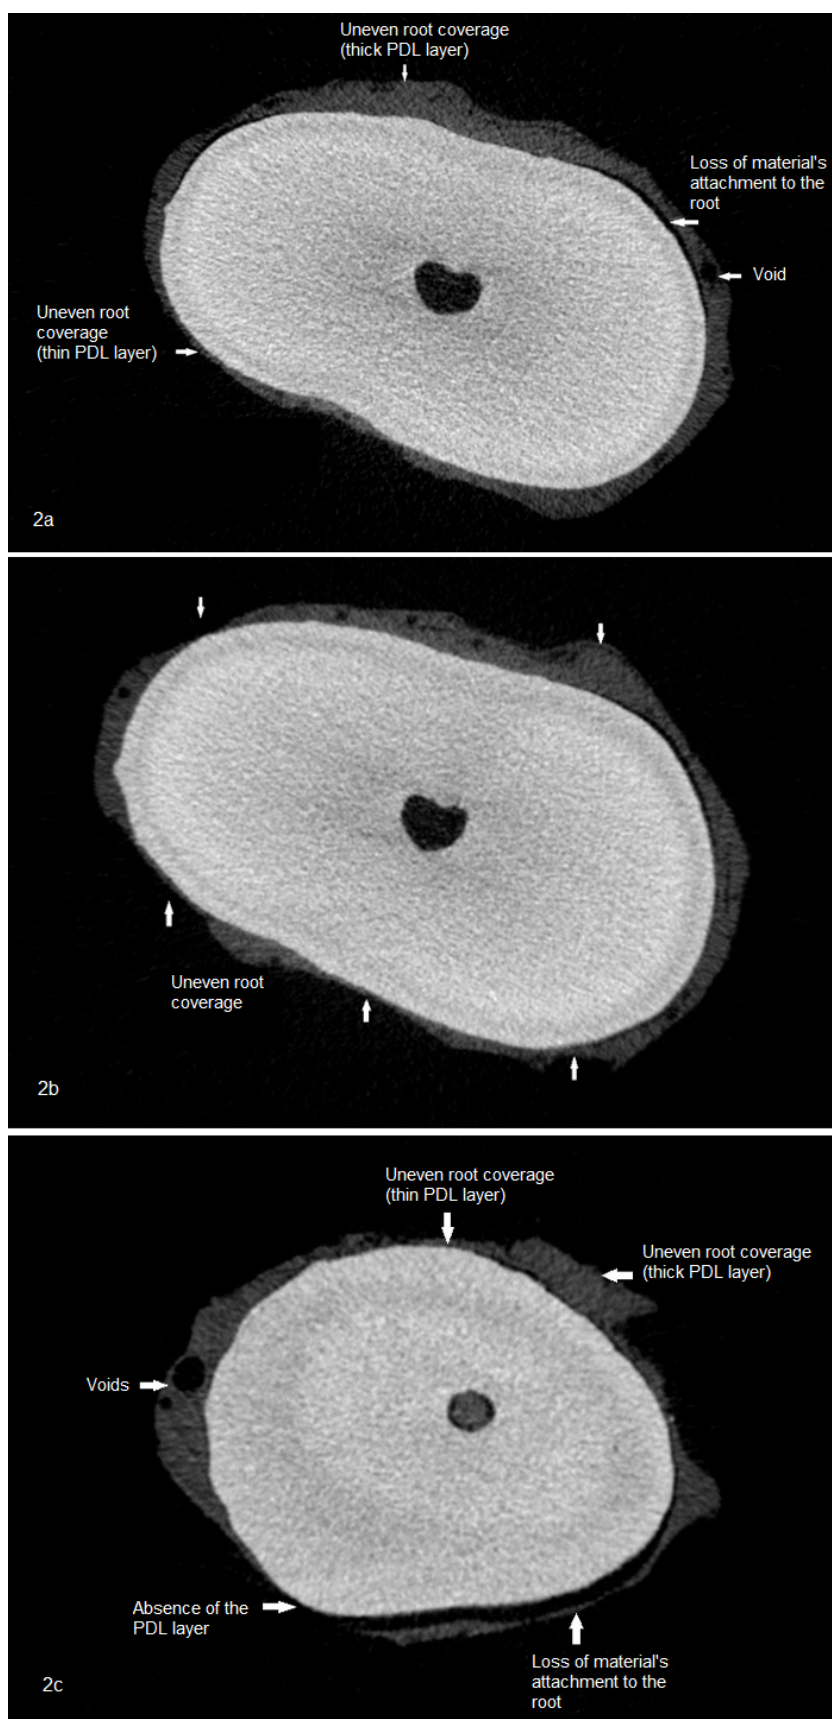 Uneven root coverage
(thick PDL layer)
Loss of material's
attachment to the
root
Void
Uneven root
coverage
(thin PDL layer)
2a
Uneven root
coverage
2b
Uneven root coverage
(thin PDL layer)
Uneven root coverage
(thick PDL layer)
Voids
Absence of the
PDL layer
Loss of material's
attachment to the
root
2c